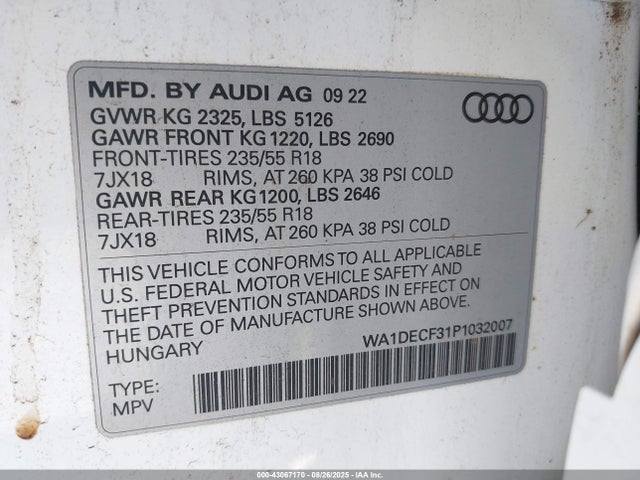 MFD. BY AUDI AG 09 22
GVWR KG 2325, LBS 5126
GAWR FRONT KG 1220, LBS 2690
FRONT-TIRES 235/55 R18
7JX18 RIMS, AT 260 KPA 38 PSI COLD
GAWR REAR KG 1200, LBS 2646
REAR-TIRES 235/55 R18
7JX18 RIMS, AT 260 KPA 38 PSI COLD
THIS VEHICLE CONFORMS TO ALL APPLICABLE
U.S. FEDERAL MOTOR VEHICLE SAFETY AND
THEFT PREVENTION STANDARDS IN EFFECT ON
THE DATE OF MANUFACTURE SHOWN ABOVE.
HUNGARY WA1DECF31P1032007
TYPE:
MPV
000-43067170 - 08/26/2025 - IAAI Inc.